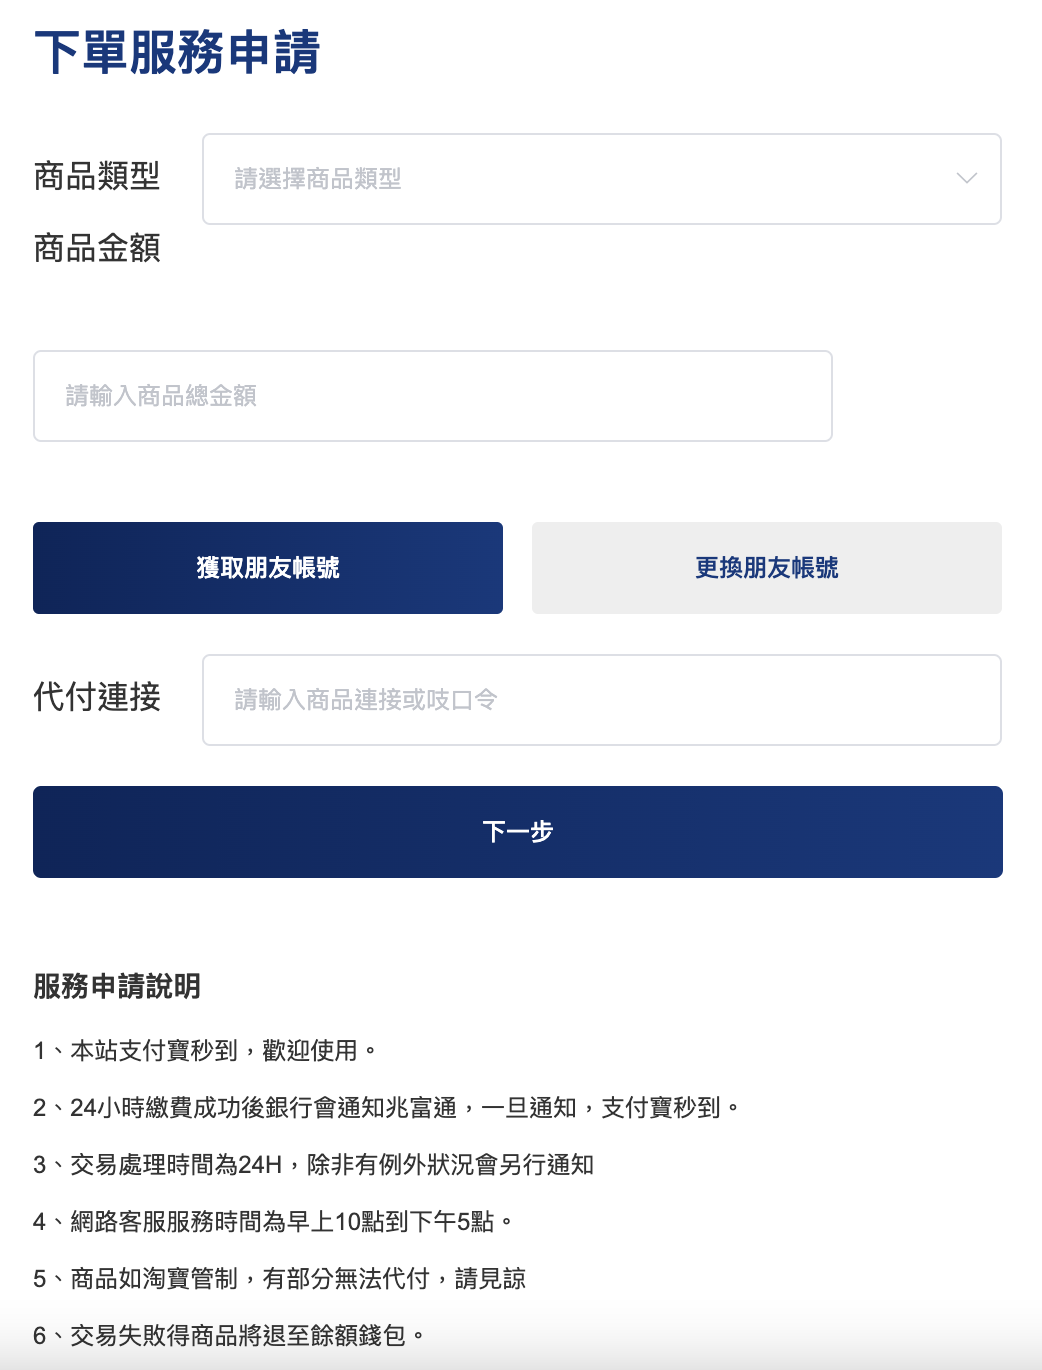 下單服務申請
商品類型
請選擇商品類型
商品金額
請輸入商品總金額
獲取朋友帳號
更換朋友帳號
代付連接
請輸入商品連接或吱口令
下一步
服務申請說明
1、本站支付寶秒到，歡迎使用。
2、24小時繳費成功後銀行會通知兆富通，一旦通知，支付寶秒到。
3、交易處理時間為24H，除非有例外狀況會另行通知
4、網路客服服務時間為早上10點到下午5點。
5、商品如淘寶管制，有部分無法代付，請見諒
6、交易失敗得商品將退至餘額錢包。